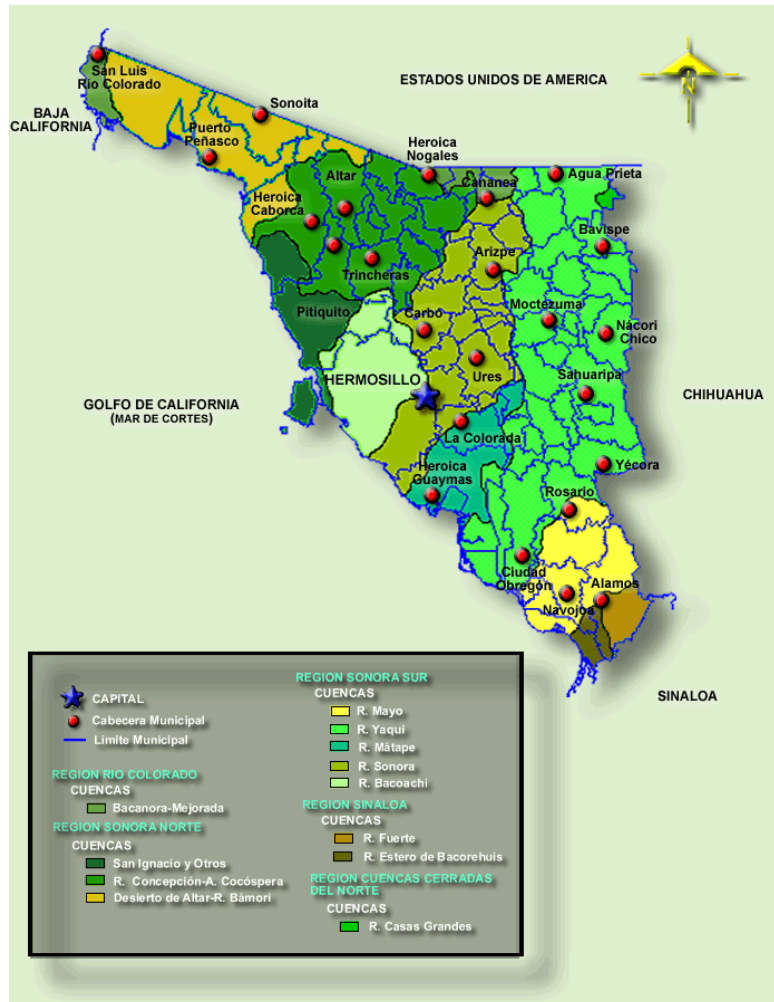 ESTADOS UNIDOS DE AMERICA
N
San Luis
Río Colorado
BAJA
CALIFORNIA
Sonoita
Puerto
Peñasco
Heroica
Nogales
Altar
Cananea
Agua Prieta
Heroica
Caborca
Bavispe
Arizpe
Trincheras
Pitiquito
Carbó
Moctezuma
Nácori
Chico
HERMOSILLO
Ures
Sahuaripa
CHIHUAHUA
GOLFO DE CALIFORNIA
(MAR DE CORTES)
La Colorada
Heroica
Guaymas
Yécora
Rosario
Ciudad
Obregón
Alamos
Navojoa
SINALOA
CAPITAL
Cabecera Municipal
Límite Municipal
REGION RIO COLORADO
CUENCAS
Bacanora-Mejorada
REGION SONORA NORTE
CUENCAS
San Ignacio y Otros
R. Concepción-A. Cocóspera
Desierto de Altar-R. Bámori
REGION SONORA SUR
CUENCAS
R. Mayo
R. Yaqui
R. Mátape
R. Sonora
R. Bacoachi
REGION SINALOA
CUENCAS
R. Fuerte
R. Estero de Bacorehuis
REGION CUENCAS CERRADAS
DEL NORTE
CUENCAS
R. Casas Grandes